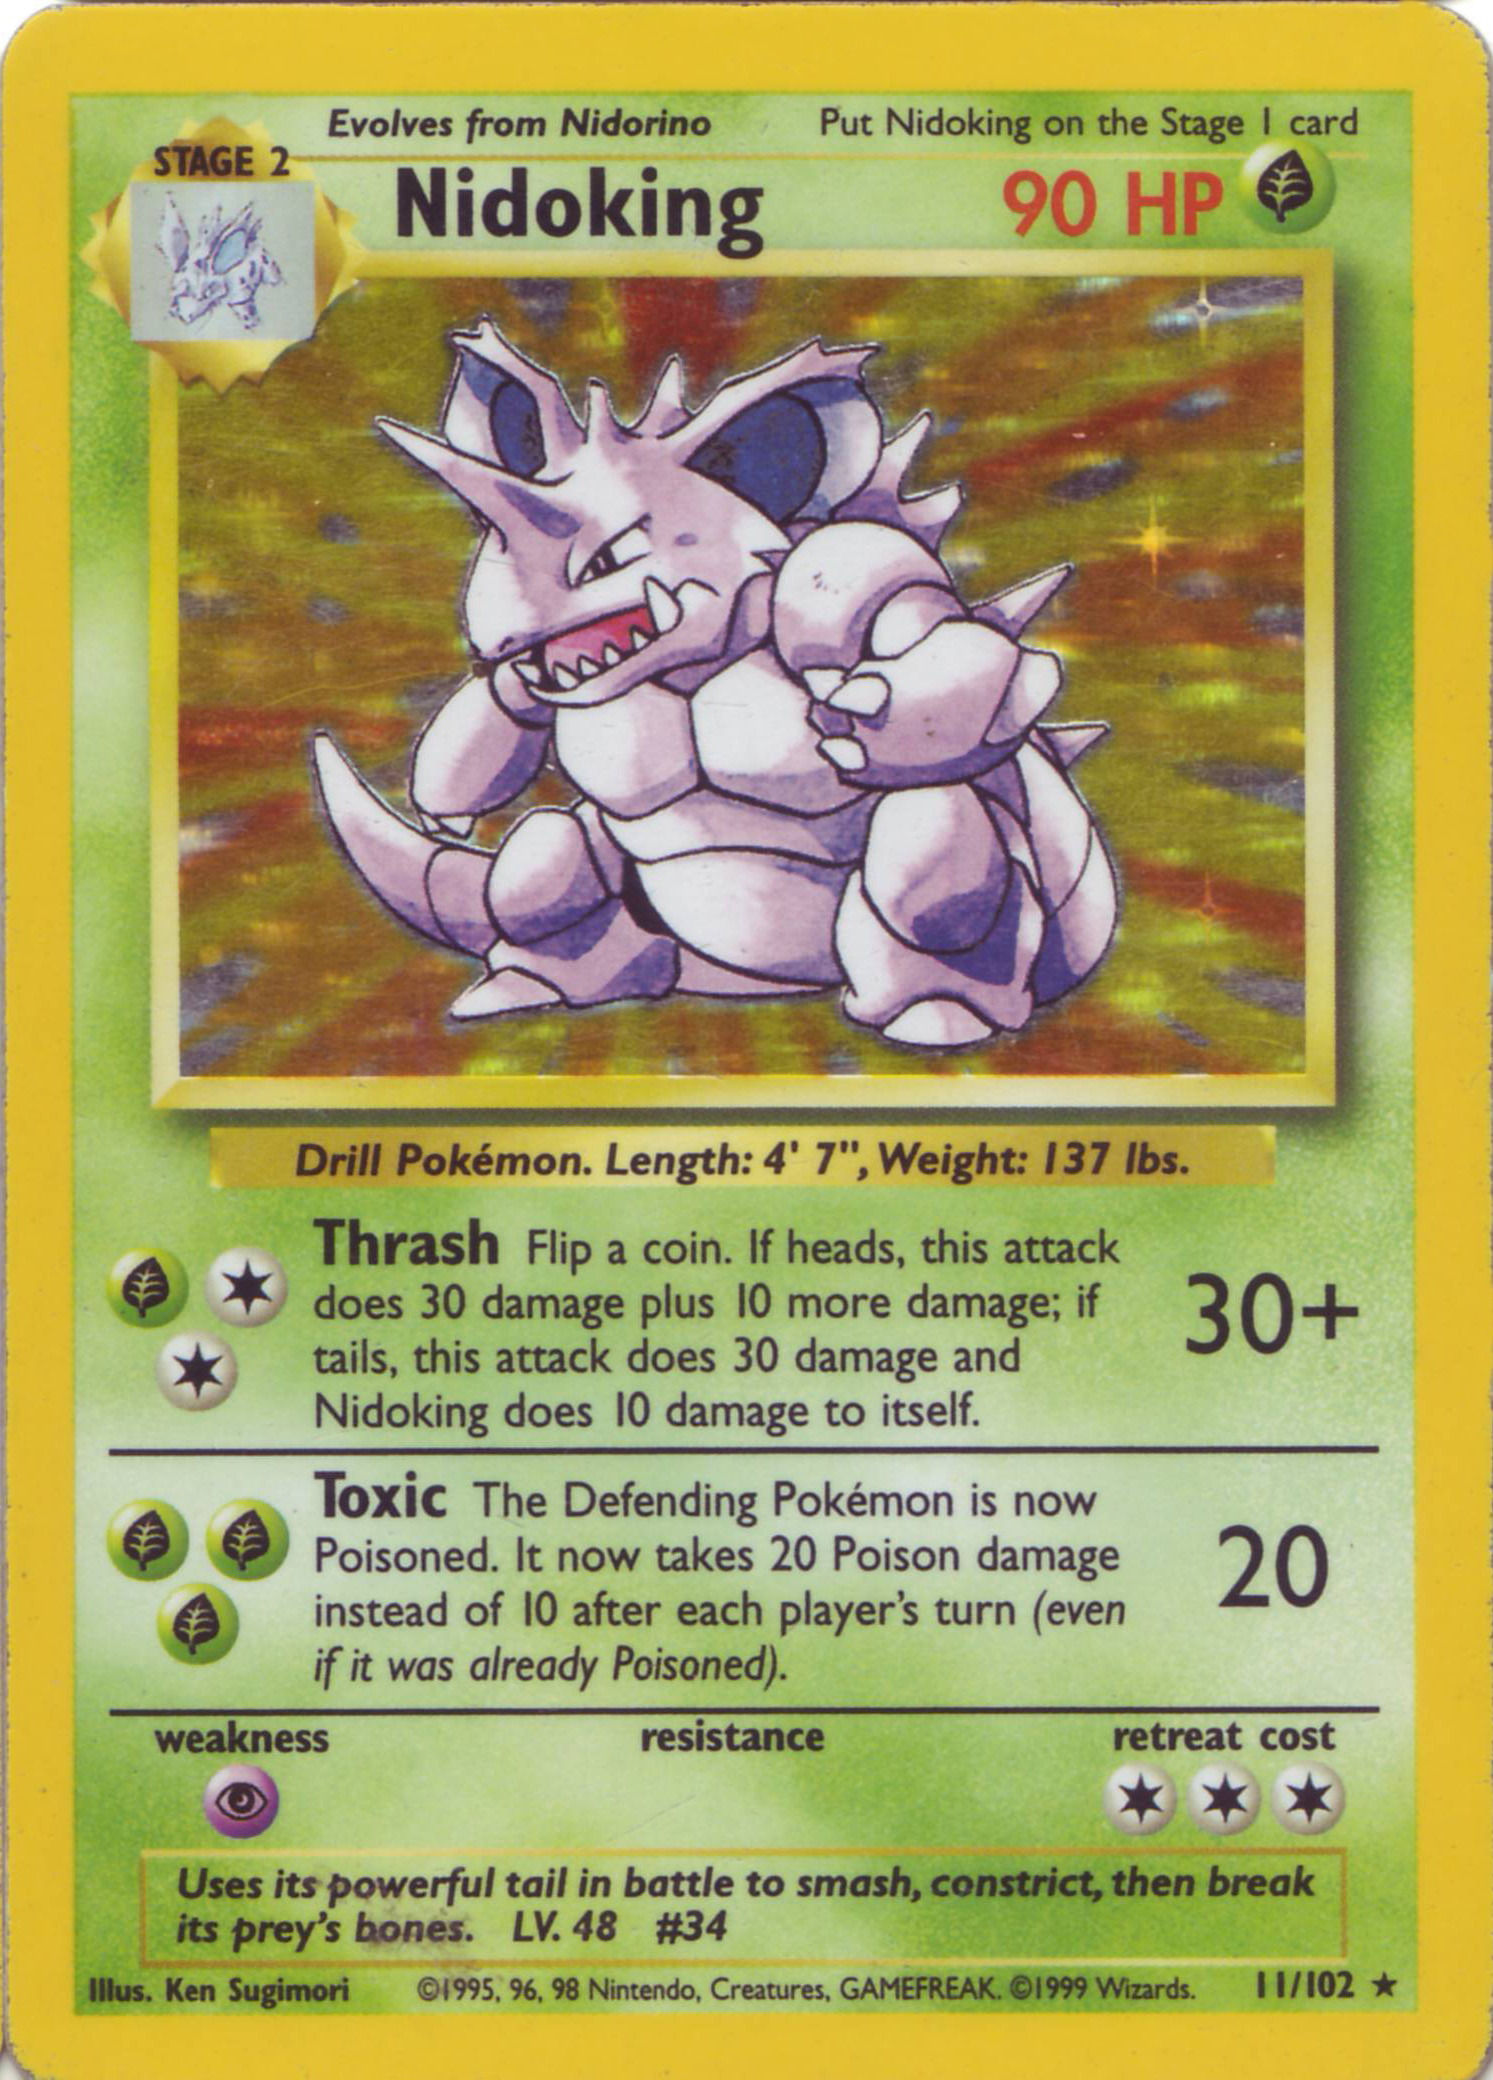 Evolves from Nidorino Put Nidoking on the Stage 1 card
STAGE 2
Nidoking 90 HP
Drill Pokémon. Length: 4' 7", Weight: 137 lbs.
Thrash Flip a coin. If heads, this attack
does 30 damage plus 10 more damage; if
tails, this attack does 30 damage and
Nidoking does 10 damage to itself.
30+
Toxic The Defending Pokémon is now
Poisoned. It now takes 20 Poison damage
instead of 10 after each player's turn (even
if it was already Poisoned).
20
weakness resistance retreat cost
Uses its powerful tail in battle to smash, constrict, then break
its prey's bones. LV. 48 #34
Illus. Ken Sugimori ©1995, 96, 98 Nintendo, Creatures, GAMEFREAK. ©1999 Wizards. 11/102 ★